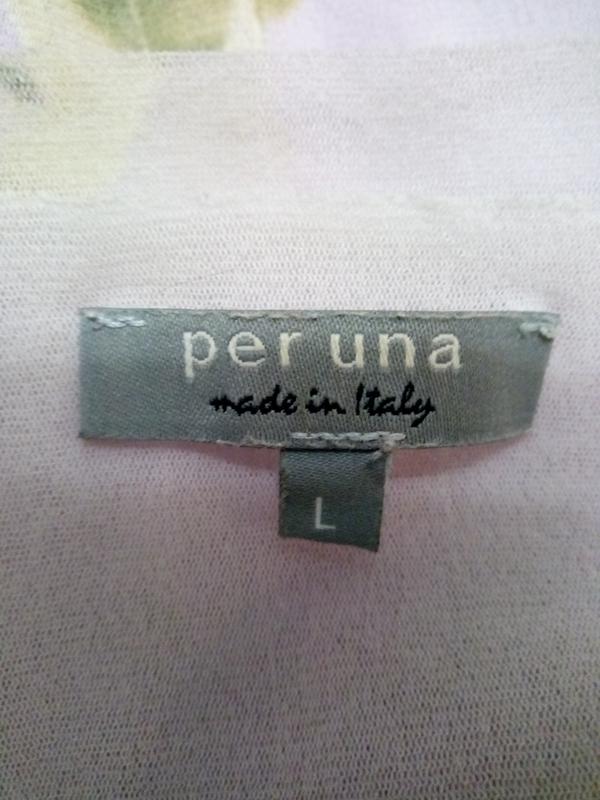 per una
made in Italy
L